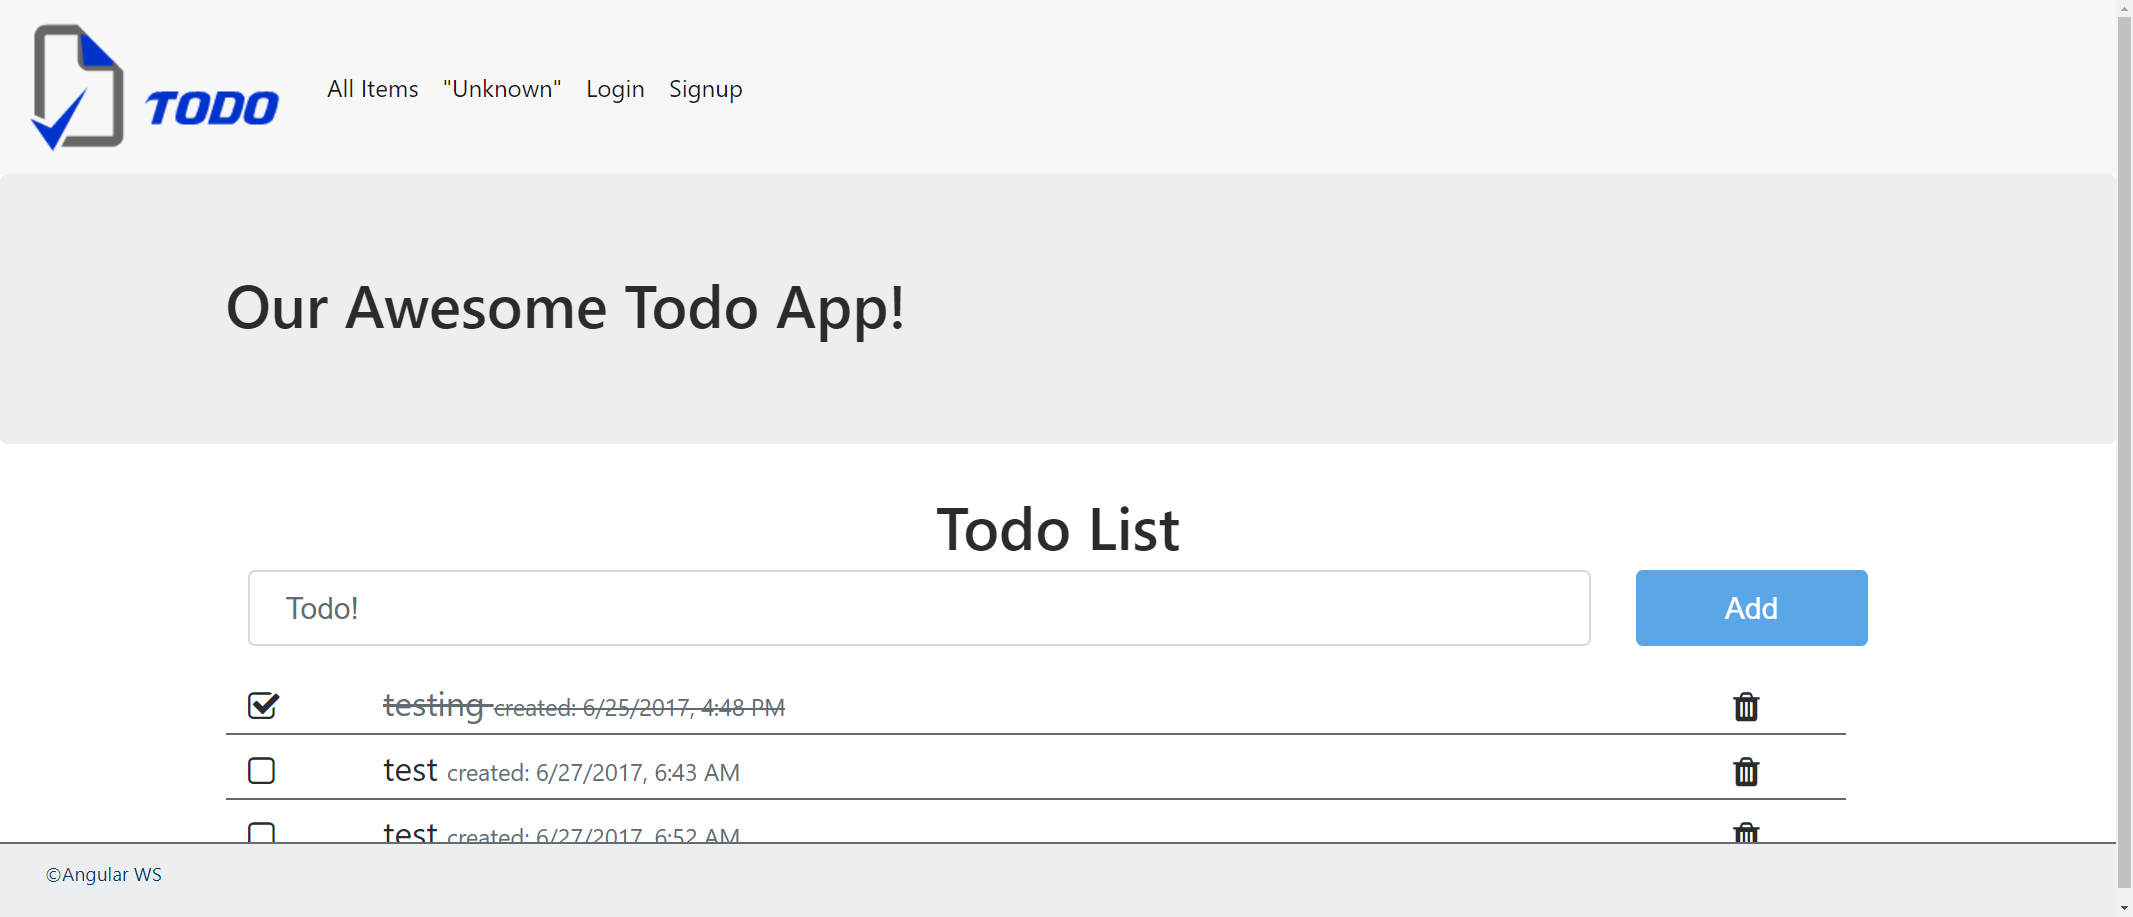 TODO All Items "Unknown" Login Signup
Our Awesome Todo App!
Todo List
Todo! Add
testing created: 6/25/2017, 4:48 PM
test created: 6/27/2017, 6:43 AM
test created: 6/27/2017, 6:52 AM
©Angular WS